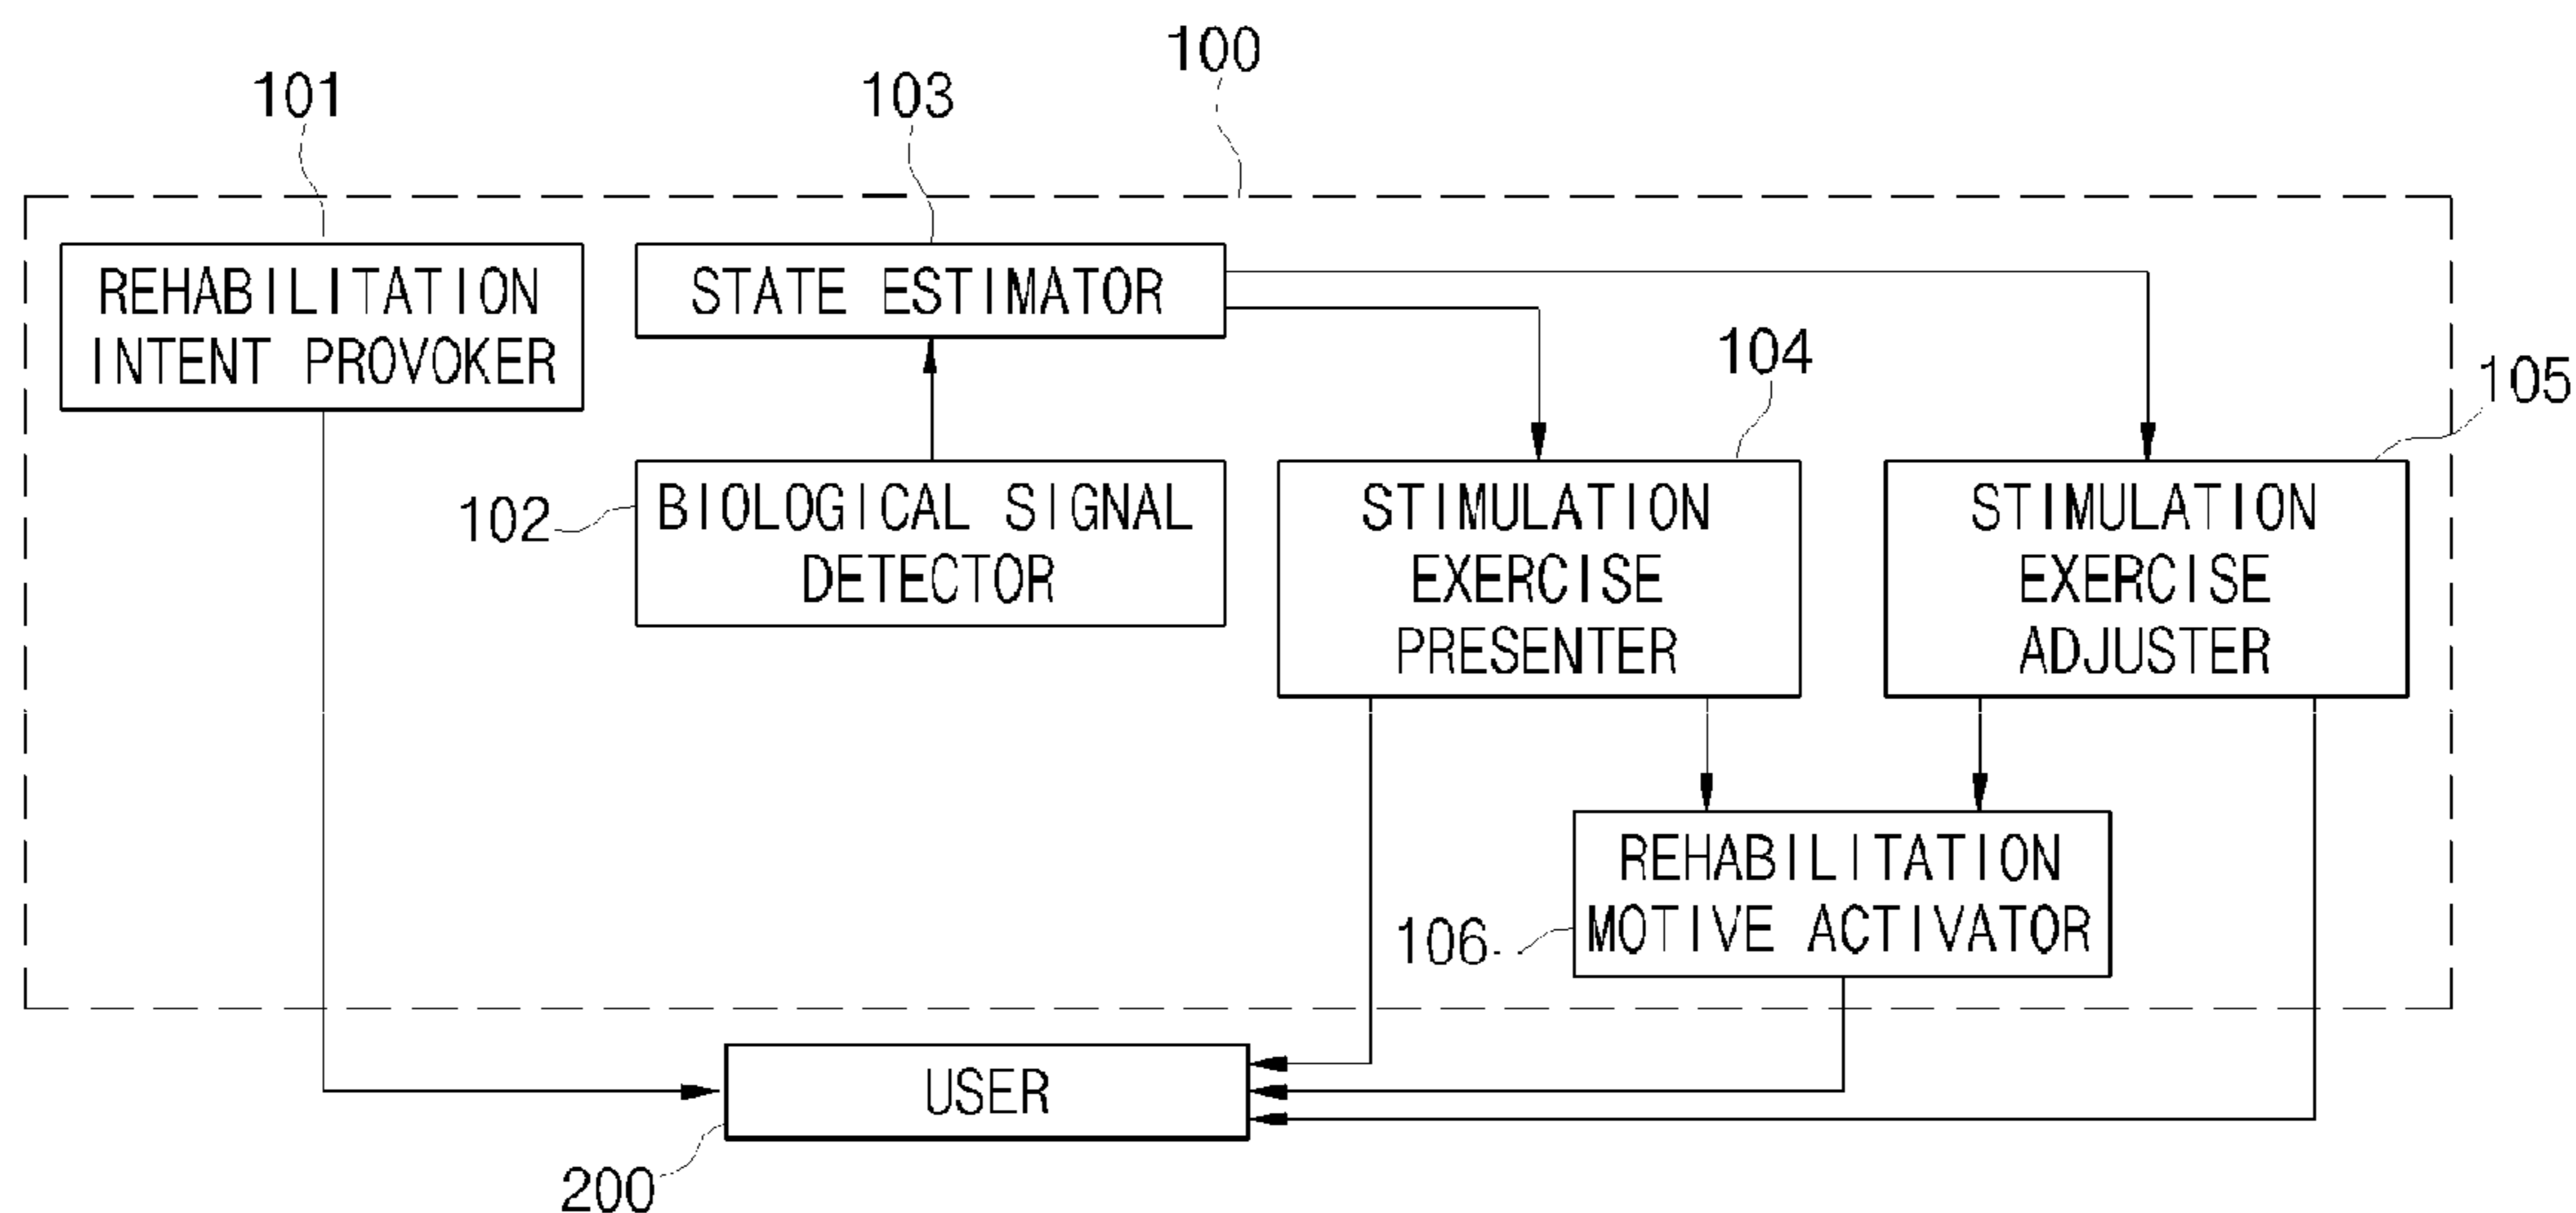 100
101
103
REHABILITATION
INTENT PROVOKER
STATE ESTIMATOR
104
105
102
BIOLOGICAL SIGNAL
DETECTOR
STIMULATION
EXERCISE
PRESENTER
STIMULATION
EXERCISE
ADJUSTER
106
REHABILITATION
MOTIVE ACTIVATOR
USER
200